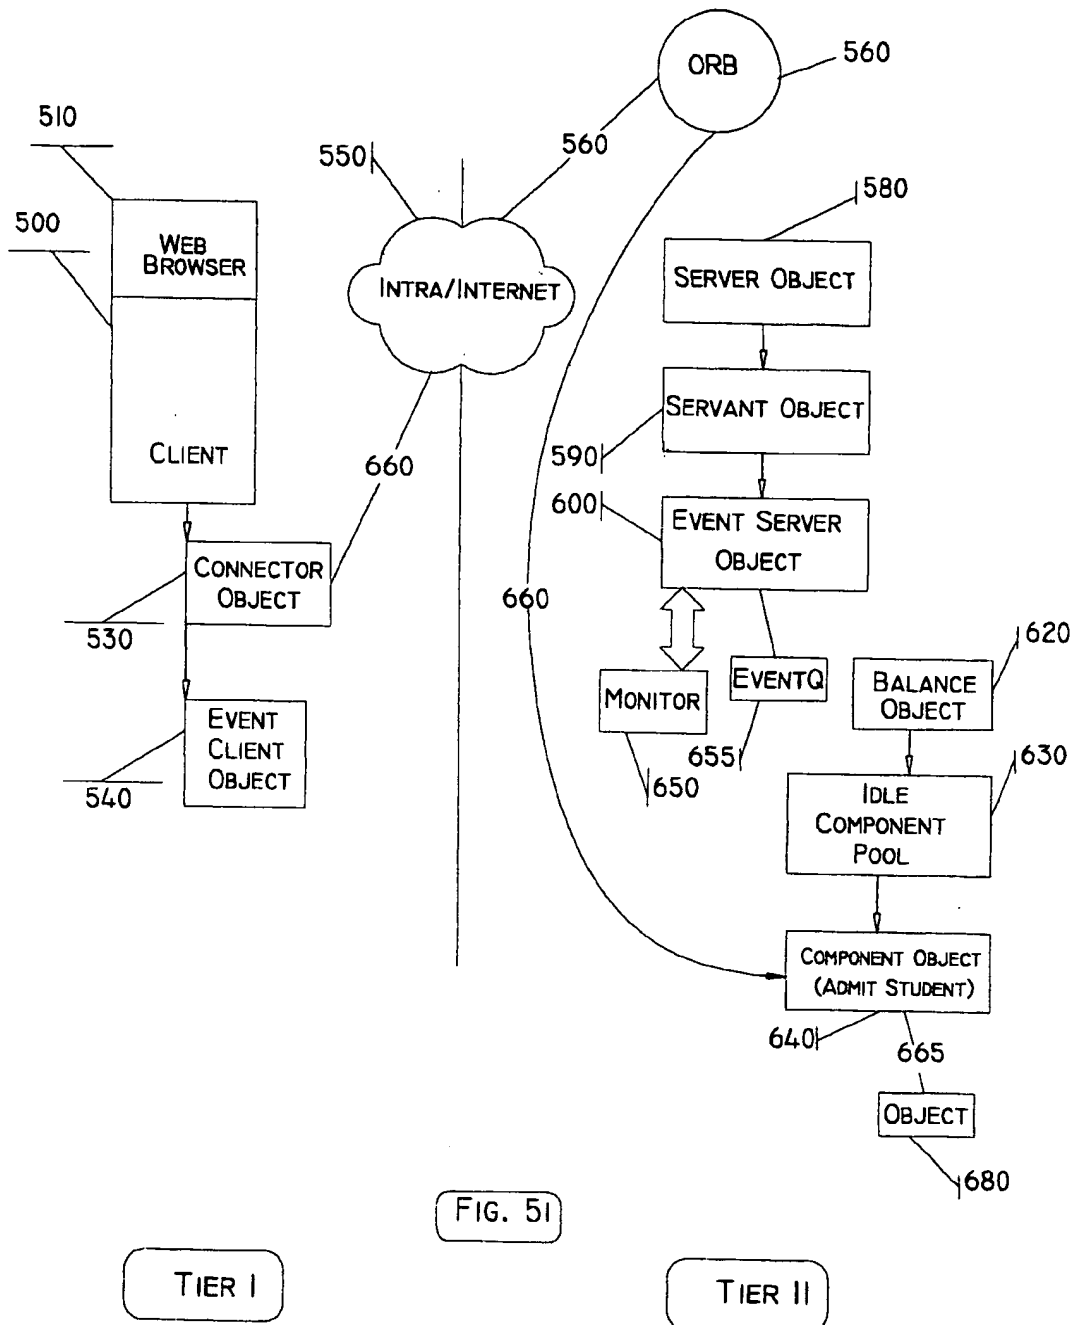 ORB
560
510
550
560
580
500
WEB
BROWSER
INTRA/INTERNET
SERVER OBJECT
SERVANT OBJECT
CLIENT
660
590
600
EVENT SERVER
OBJECT
CONNECTOR
OBJECT
660
530
620
MONITOR
EVENTQ
BALANCE
OBJECT
EVENT
CLIENT
OBJECT
655
650
630
540
IDLE
COMPONENT
POOL
COMPONENT OBJECT
(ADMIT STUDENT)
640
665
OBJECT
680
FIG. 5I
TIER I
TIER II